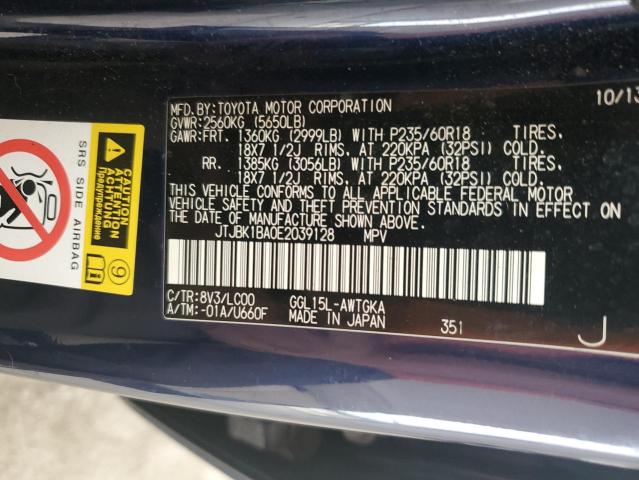 10/13
MFD.BY:TOYOTA MOTOR CORPORATION
GVWR:2560KG (5650LB)
GAWR:FRT. 1360KG (2999LB) WITH P235/60R18 TIRES.
18X7 1/2J RIMS. AT 220KPA (32PSI) COLD.
RR. 1385KG (3056LB) WITH P235/60R18 TIRES.
18X7 1/2J RIMS. AT 220KPA (32PSI) COLD.
THIS VEHICLE CONFORMS TO ALL APPLICABLE FEDERAL MOTOR
VEHICLE SAFETY AND THEFT PREVENTION STANDARDS IN EFFECT ON
THE DATE OF MANUFACTURE SHOWN ABOVE.
JTJBK1BA0E2039128 MPV
C/TR:8V3/LC00 GGL15L-AWTGKA
A/TM:-01A/U660F MADE IN JAPAN 351 J
SRS SIDE AIRBAG
CAUTION
ATTENTION
ACHTUNG
Предупреждение
9